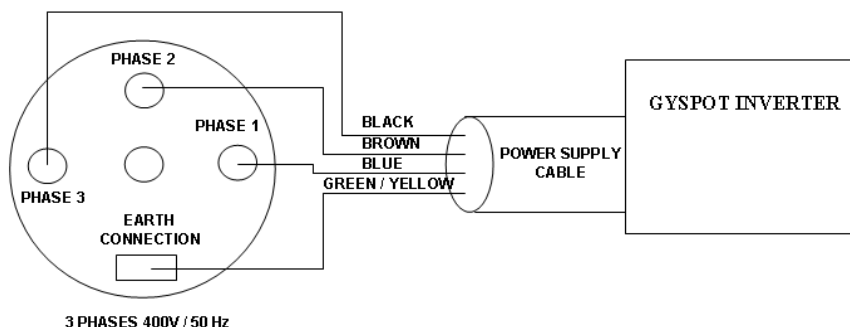 PHASE 2
PHASE 1
PHASE 3
EARTH
CONNECTION
BLACK
BROWN
BLUE
GREEN / YELLOW
POWER SUPPLY
CABLE
GYSPOT INVERTER
3 PHASES 400V / 50 Hz